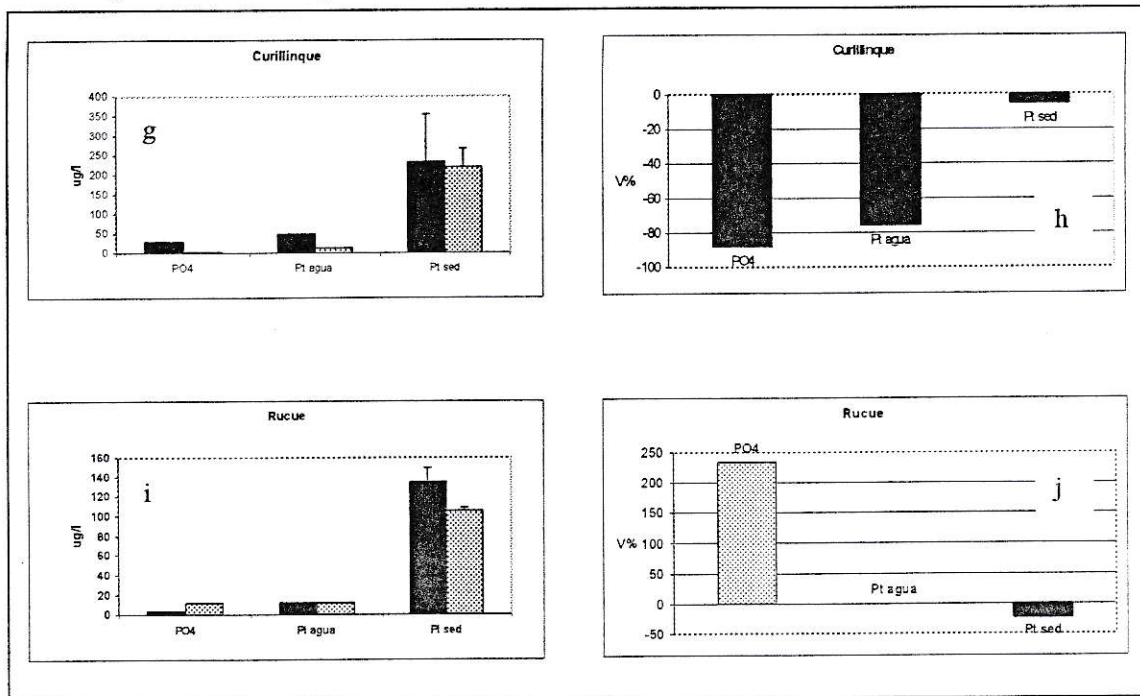 Curillinque
400
350
300
250
200
150
100
50
0
ug/l
g
PO4
Pt agua
Pt sed
Curillinque
0
-20
-40
-60
-80
-100
V%
Pt sed
Pt agua
PO4
h
Rucue
160
140
120
100
80
60
40
20
0
ug/l
i
PO4
Pt agua
Pt sed
Rucue
250
200
150
V% 100
50
0
-50
PO4
Pt agua
Pt sed
j